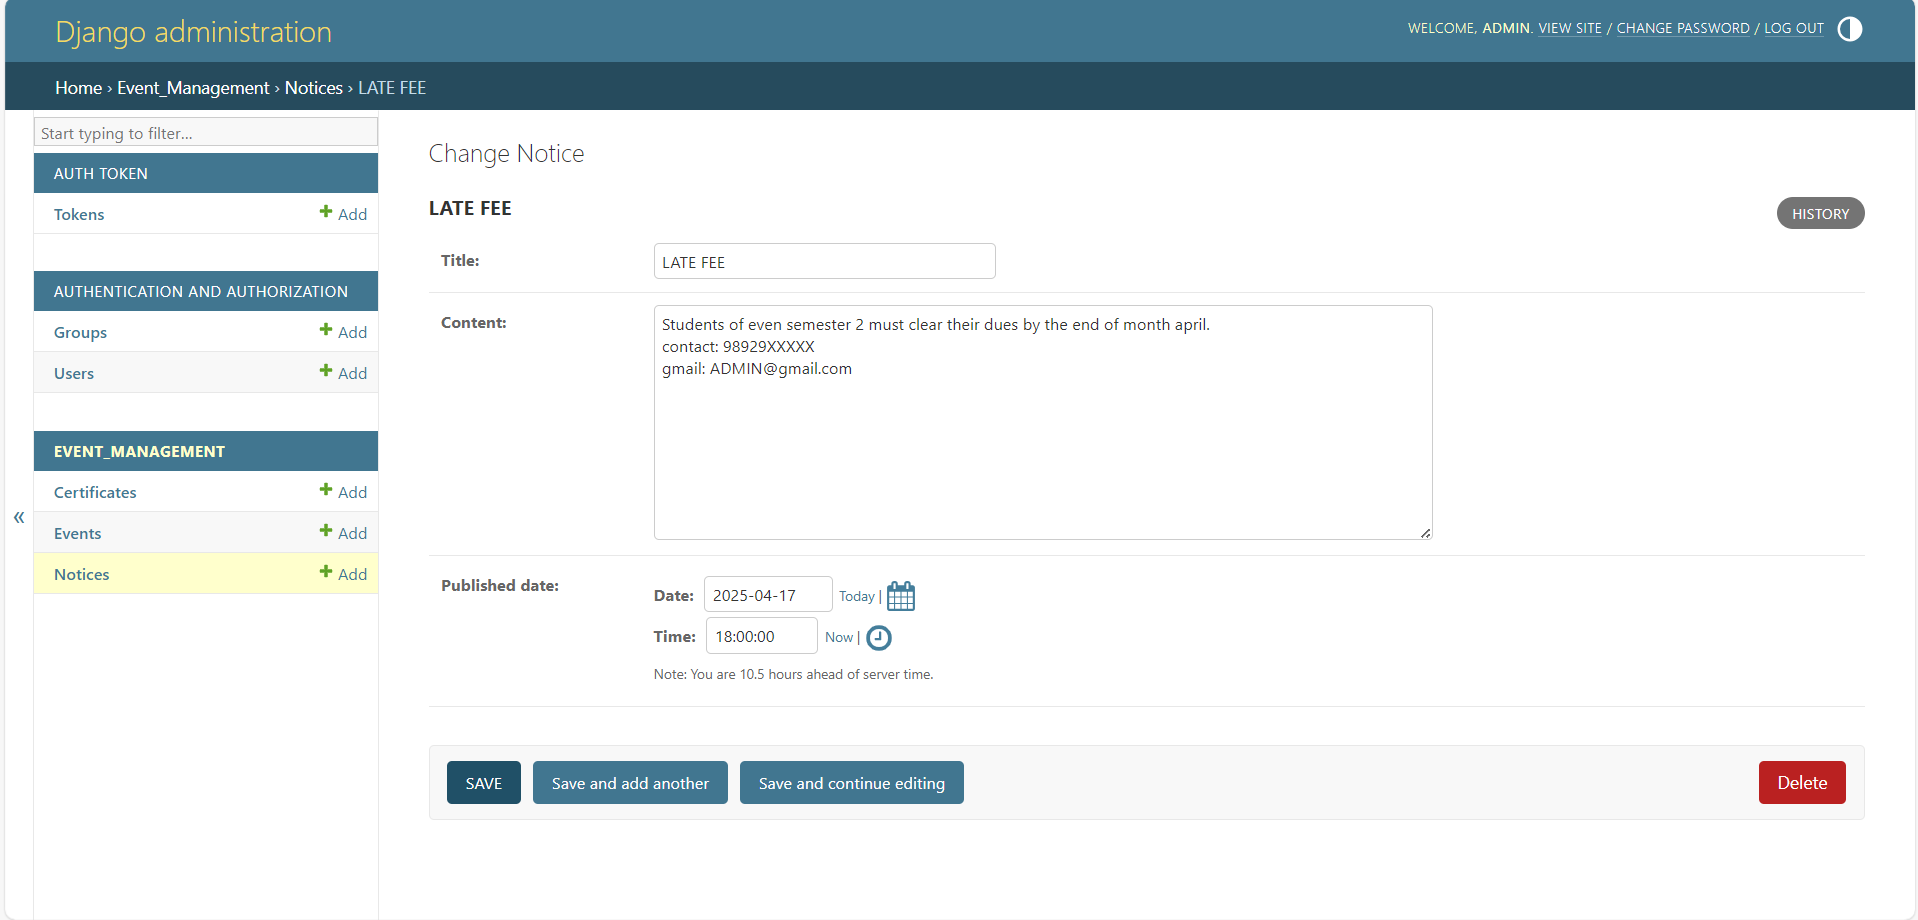 Django administration
WELCOME, ADMIN. VIEW SITE / CHANGE PASSWORD / LOG OUT
Home › Event_Management › Notices › LATE FEE
Start typing to filter...
AUTH TOKEN
Tokens
Add
AUTHENTICATION AND AUTHORIZATION
Groups
Add
Users
Add
EVENT_MANAGEMENT
Certificates
Add
Events
Add
Notices
Add
«
Change Notice
LATE FEE
HISTORY
Title:
LATE FEE
Content:
Students of even semester 2 must clear their dues by the end of month april.
contact: 98929XXXXX
gmail: ADMIN@gmail.com
Published date:
Date: 2025-04-17 Today |
Time: 18:00:00 Now |
Note: You are 10.5 hours ahead of server time.
SAVE
Save and add another
Save and continue editing
Delete